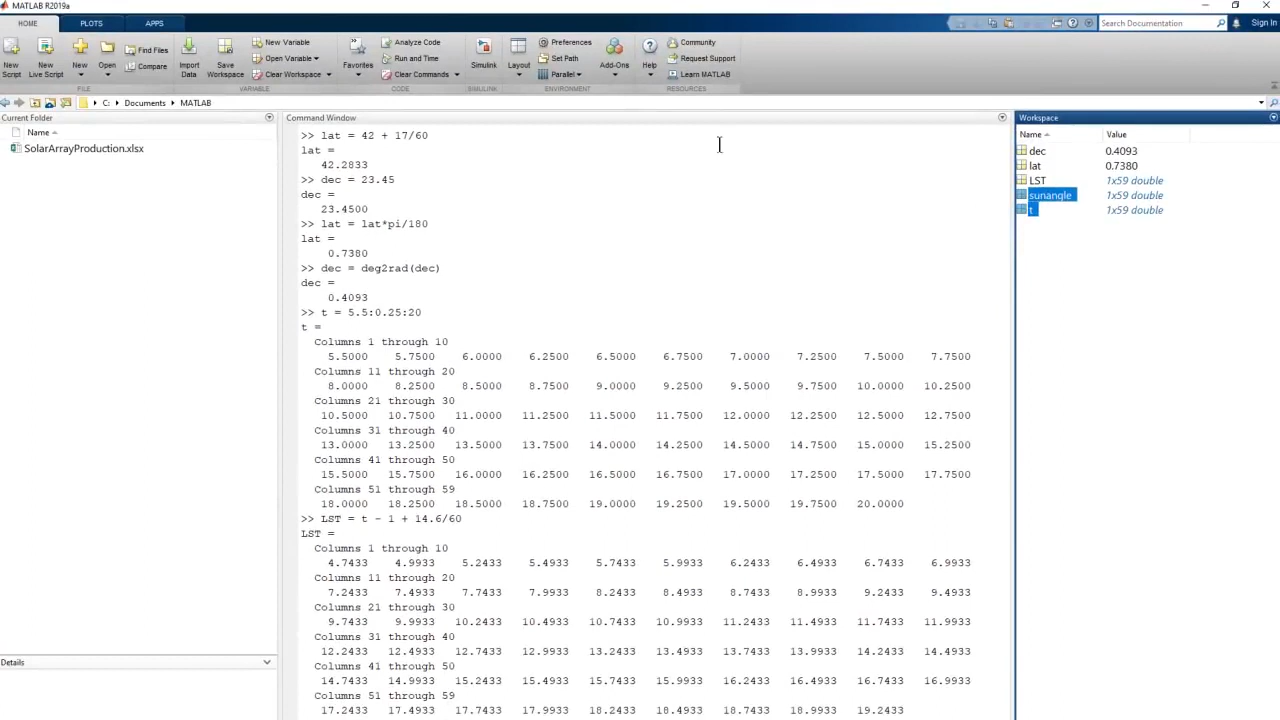 MATLAB R2019a
HOME PLOTS APPS
Search Documentation Sign In
New Script
New Live Script
New
Open
Find Files
Compare
FILE
Import Data
Save Workspace
New Variable
Open Variable
Clear Workspace
VARIABLE
Favorites
Analyze Code
Run and Time
Clear Commands
CODE
Simulink
SIMULINK
Layout
Preferences
Set Path
Parallel
Add-Ons
ENVIRONMENT
Help
Community
Request Support
Learn MATLAB
RESOURCES
C: Documents MATLAB
Current Folder
Name
SolarArrayProduction.xlsx
Details
Command Window
>> lat = 42 + 17/60
lat =
42.2833
>> dec = 23.45
dec =
23.4500
>> lat = lat*pi/180
lat =
0.7380
>> dec = deg2rad(dec)
dec =
0.4093
>> t = 5.5:0.25:20
t =
Columns 1 through 10
5.5000 5.7500 6.0000 6.2500 6.5000 6.7500 7.0000 7.2500 7.5000 7.7500
Columns 11 through 20
8.0000 8.2500 8.5000 8.7500 9.0000 9.2500 9.5000 9.7500 10.0000 10.2500
Columns 21 through 30
10.5000 10.7500 11.0000 11.2500 11.5000 11.7500 12.0000 12.2500 12.5000 12.7500
Columns 31 through 40
13.0000 13.2500 13.5000 13.7500 14.0000 14.2500 14.5000 14.7500 15.0000 15.2500
Columns 41 through 50
15.5000 15.7500 16.0000 16.2500 16.5000 16.7500 17.0000 17.2500 17.5000 17.7500
Columns 51 through 59
18.0000 18.2500 18.5000 18.7500 19.0000 19.2500 19.5000 19.7500 20.0000
>> LST = t - 1 + 14.6/60
LST =
Columns 1 through 10
4.7433 4.9933 5.2433 5.4933 5.7433 5.9933 6.2433 6.4933 6.7433 6.9933
Columns 11 through 20
7.2433 7.4933 7.7433 7.9933 8.2433 8.4933 8.7433 8.9933 9.2433 9.4933
Columns 21 through 30
9.7433 9.9933 10.2433 10.4933 10.7433 10.9933 11.2433 11.4933 11.7433 11.9933
Columns 31 through 40
12.2433 12.4933 12.7433 12.9933 13.2433 13.4933 13.7433 13.9933 14.2433 14.4933
Columns 41 through 50
14.7433 14.9933 15.2433 15.4933 15.7433 15.9933 16.2433 16.4933 16.7433 16.9933
Columns 51 through 59
17.2433 17.4933 17.7433 17.9933 18.2433 18.4933 18.7433 18.9933 19.2433
Workspace
Name Value
dec 0.4093
lat 0.7380
LST 1x59 double
sunangle 1x59 double
t 1x59 double